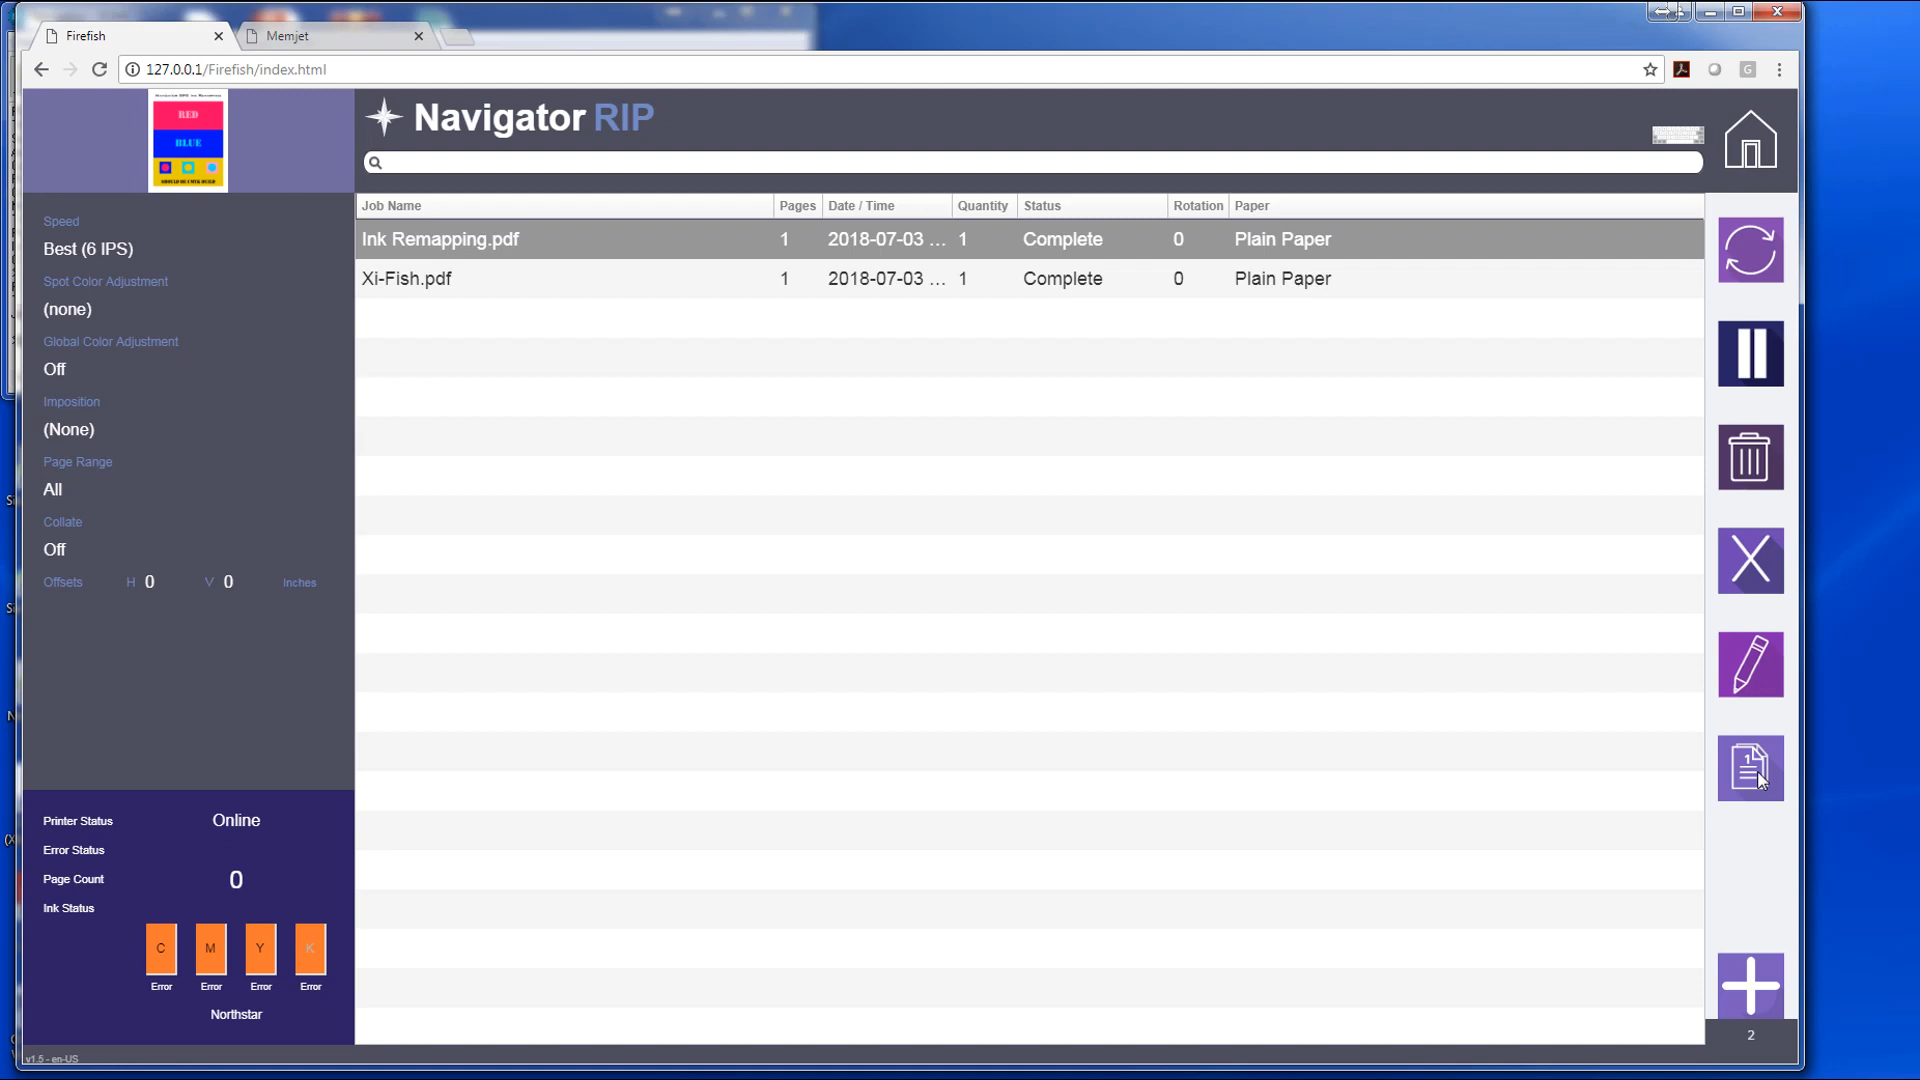 Firefish
Memjet
127.0.0.1/Firefish/index.html
G
RED
BLUE
Navigator RIP
Speed
Best (6 IPS)
Spot Color Adjustment
(none)
Global Color Adjustment
Off
Imposition
(None)
Page Range
All
Collate
Off
Offsets H 0 V 0 Inches
Job Name Pages Date / Time Quantity Status Rotation Paper
Ink Remapping.pdf 1 2018-07-03 ... 1 Complete 0 Plain Paper
Xi-Fish.pdf 1 2018-07-03 ... 1 Complete 0 Plain Paper
1
Printer Status Online
Error Status
Page Count 0
Ink Status
C M Y K
Error Error Error Error
Northstar
2
v1.5 - en-US